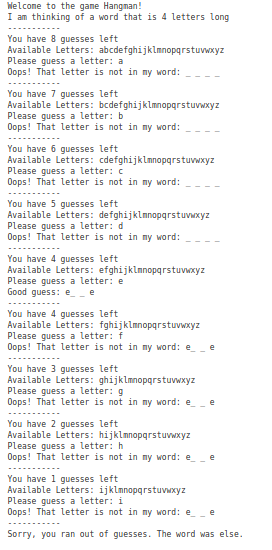 Welcome to the game Hangman!
I am thinking of a word that is 4 letters long
-----------
You have 8 guesses left
Available Letters: abcdefghijklmnopqrstuvwxyz
Please guess a letter: a
Oops! That letter is not in my word: _ _ _ _
-----------
You have 7 guesses left
Available Letters: bcdefghijklmnopqrstuvwxyz
Please guess a letter: b
Oops! That letter is not in my word: _ _ _ _
-----------
You have 6 guesses left
Available Letters: cdefghijklmnopqrstuvwxyz
Please guess a letter: c
Oops! That letter is not in my word: _ _ _ _
-----------
You have 5 guesses left
Available Letters: defghijklmnopqrstuvwxyz
Please guess a letter: d
Oops! That letter is not in my word: _ _ _ _
-----------
You have 4 guesses left
Available Letters: efghijklmnopqrstuvwxyz
Please guess a letter: e
Good guess: e_ _ e
-----------
You have 4 guesses left
Available Letters: fghijklmnopqrstuvwxyz
Please guess a letter: f
Oops! That letter is not in my word: e_ _ e
-----------
You have 3 guesses left
Available Letters: ghijklmnopqrstuvwxyz
Please guess a letter: g
Oops! That letter is not in my word: e_ _ e
-----------
You have 2 guesses left
Available Letters: hijklmnopqrstuvwxyz
Please guess a letter: h
Oops! That letter is not in my word: e_ _ e
-----------
You have 1 guesses left
Available Letters: ijklmnopqrstuvwxyz
Please guess a letter: i
Oops! That letter is not in my word: e_ _ e
-----------
Sorry, you ran out of guesses. The word was else.